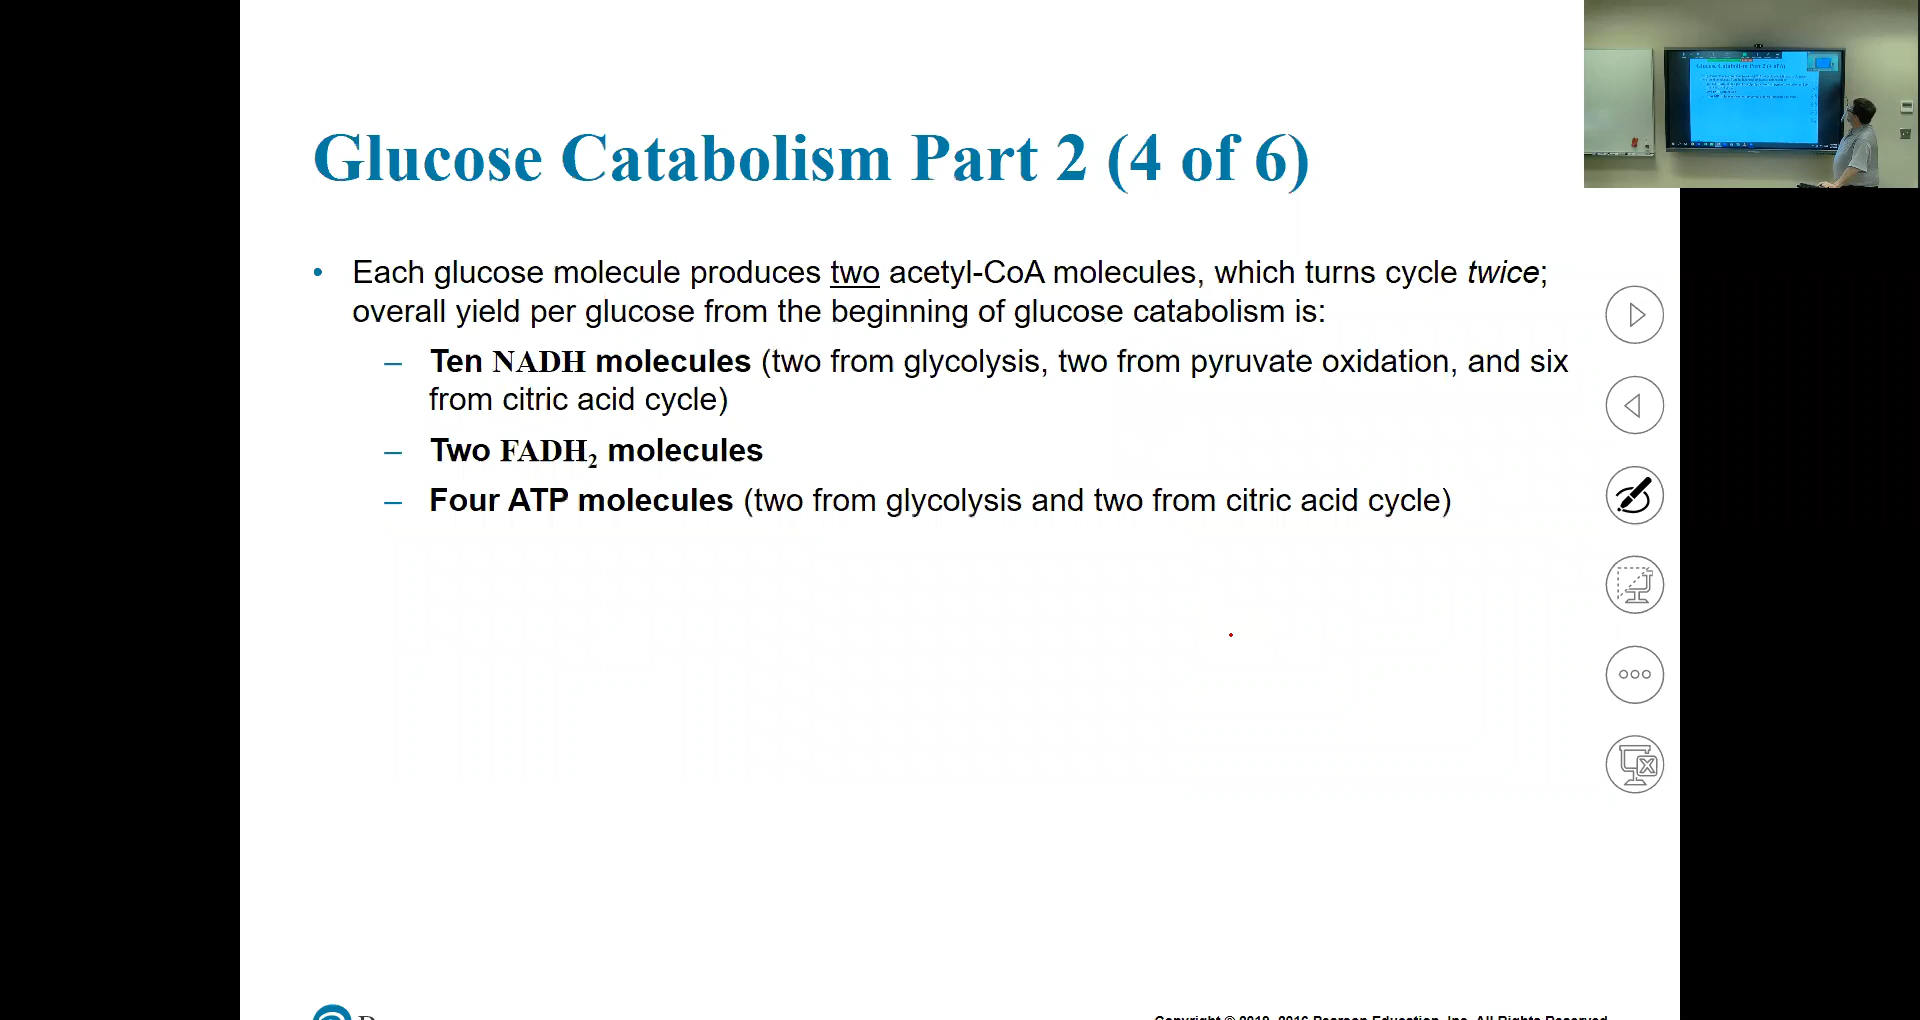 Glucose Catabolism Part 2 (4 of 6)
• Each glucose molecule produces two acetyl-CoA molecules, which turns cycle twice;
overall yield per glucose from the beginning of glucose catabolism is:
– Ten NADH molecules (two from glycolysis, two from pyruvate oxidation, and six
from citric acid cycle)
– Two FADH₂ molecules
– Four ATP molecules (two from glycolysis and two from citric acid cycle)
Copyright © 2019, 2016 Pearson Education, Inc. All Rights Reserved